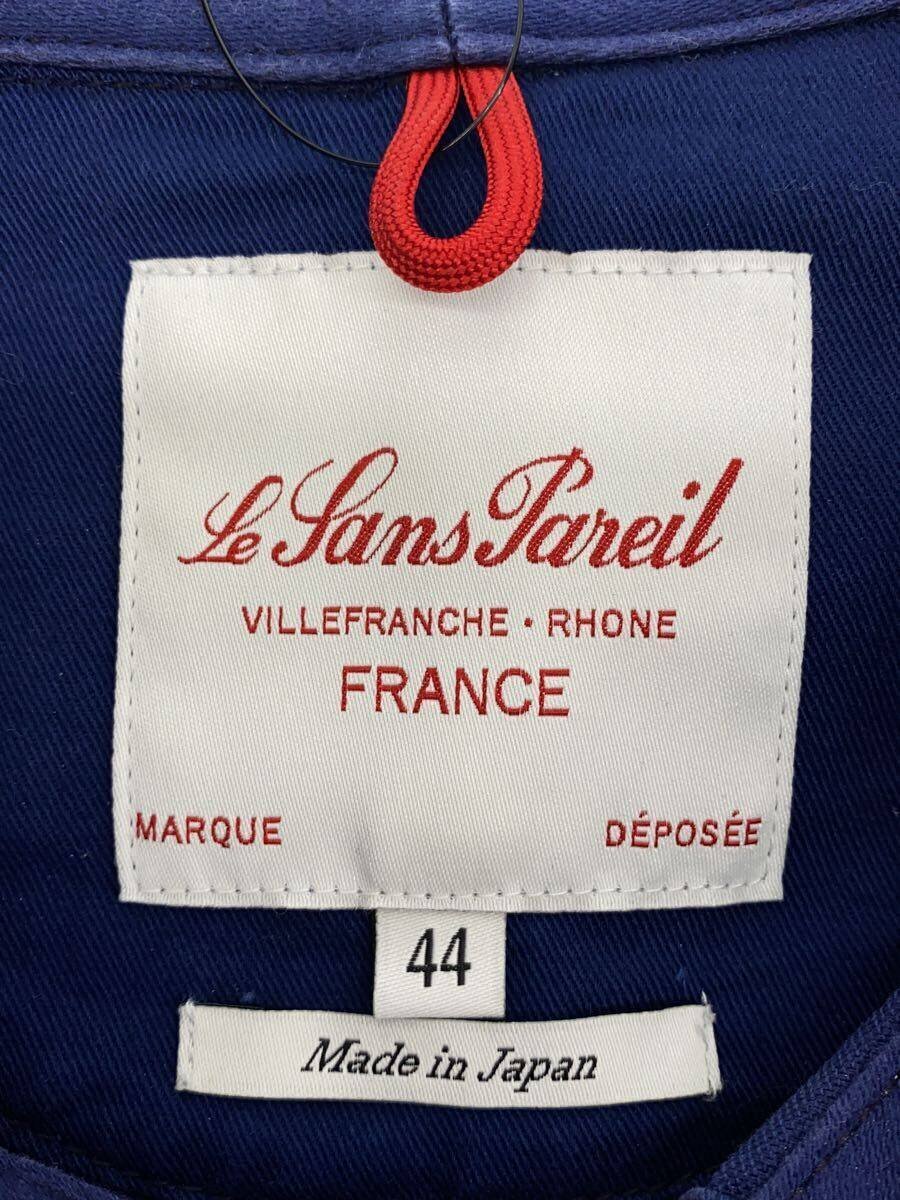 Le Sans Pareil
VILLEFRANCHE · RHONE
FRANCE
MARQUE DÉPOSÉE
44
Made in Japan